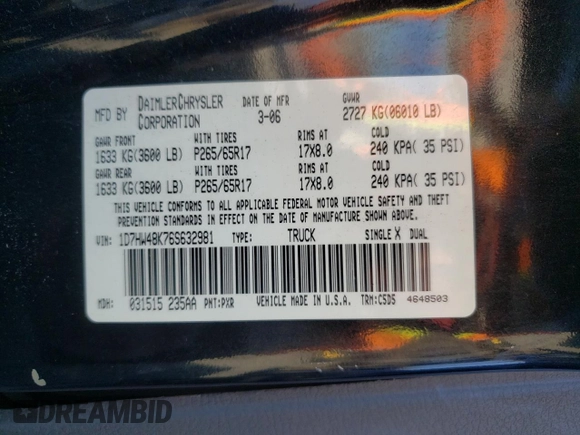 MFD BY DAIMLERCHRYSLER CORPORATION DATE OF MFR 3-06 GVWR 2727 KG(06010 LB)
GAWR FRONT WITH TIRES RIMS AT COLD
1633 KG(3600 LB) P265/65R17 17X8.0 240 KPA( 35 PSI)
GAWR REAR WITH TIRES RIMS AT COLD
1633 KG(3600 LB) P265/65R17 17X8.0 240 KPA( 35 PSI)
THIS VEHICLE CONFORMS TO ALL APPLICABLE FEDERAL MOTOR VEHICLE SAFETY AND THEFT
PREVENTION STANDARDS IN EFFECT ON THE DATE OF MANUFACTURE SHOWN ABOVE.
VIN: 1D7HW48K76S632981 TYPE: TRUCK SINGLE X DUAL
MDH: 031515 235AA PNT:PXR VEHICLE MADE IN U.S.A. TRM:C5D5 4648503
DREAMBID